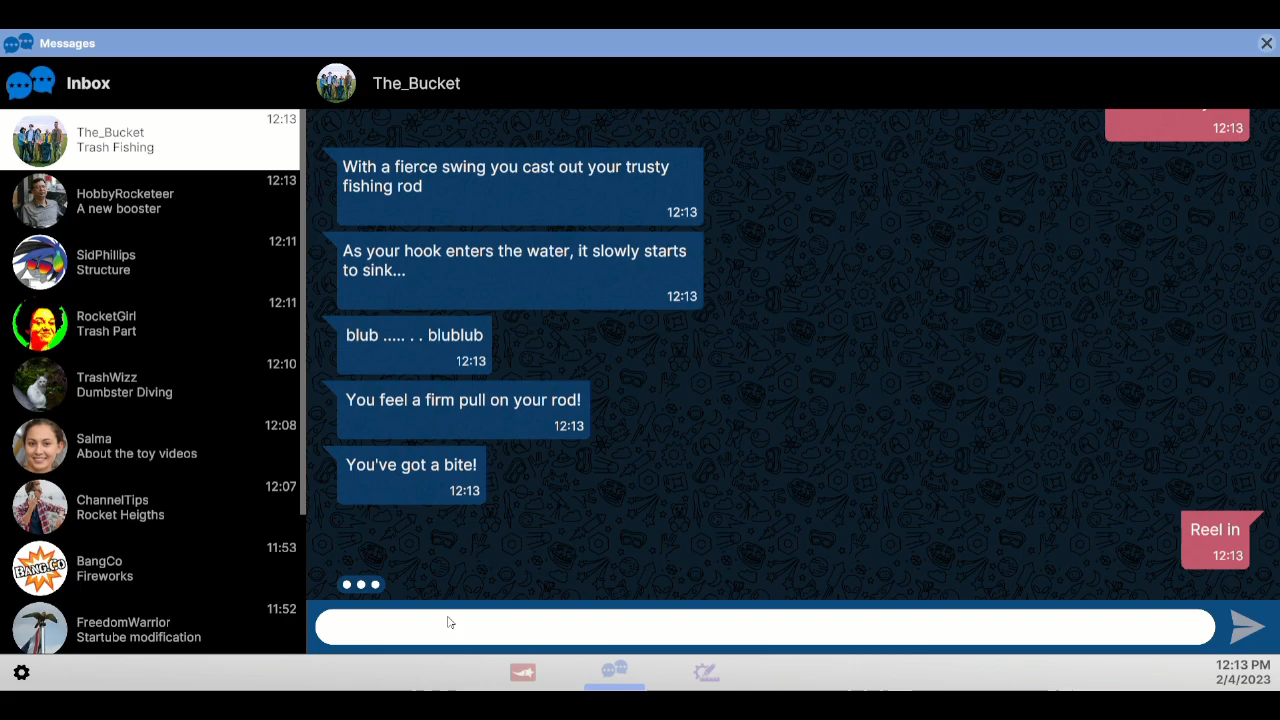 Messages
Inbox
The_Bucket
The_Bucket
Trash Fishing
12:13
HobbyRocketeer
A new booster
12:13
SidPhillips
Structure
12:11
RocketGirl
Trash Part
12:11
TrashWizz
Dumbster Diving
12:10
Salma
About the toy videos
12:08
ChannelTips
Rocket Heigths
12:07
BANG.CO
BangCo
Fireworks
11:53
FreedomWarrior
Startube modification
11:52
12:13
With a fierce swing you cast out your trusty
fishing rod
12:13
As your hook enters the water, it slowly starts
to sink...
12:13
blub ..... . . blublub
12:13
You feel a firm pull on your rod!
12:13
You've got a bite!
12:13
Reel in
12:13
12:13 PM
2/4/2023